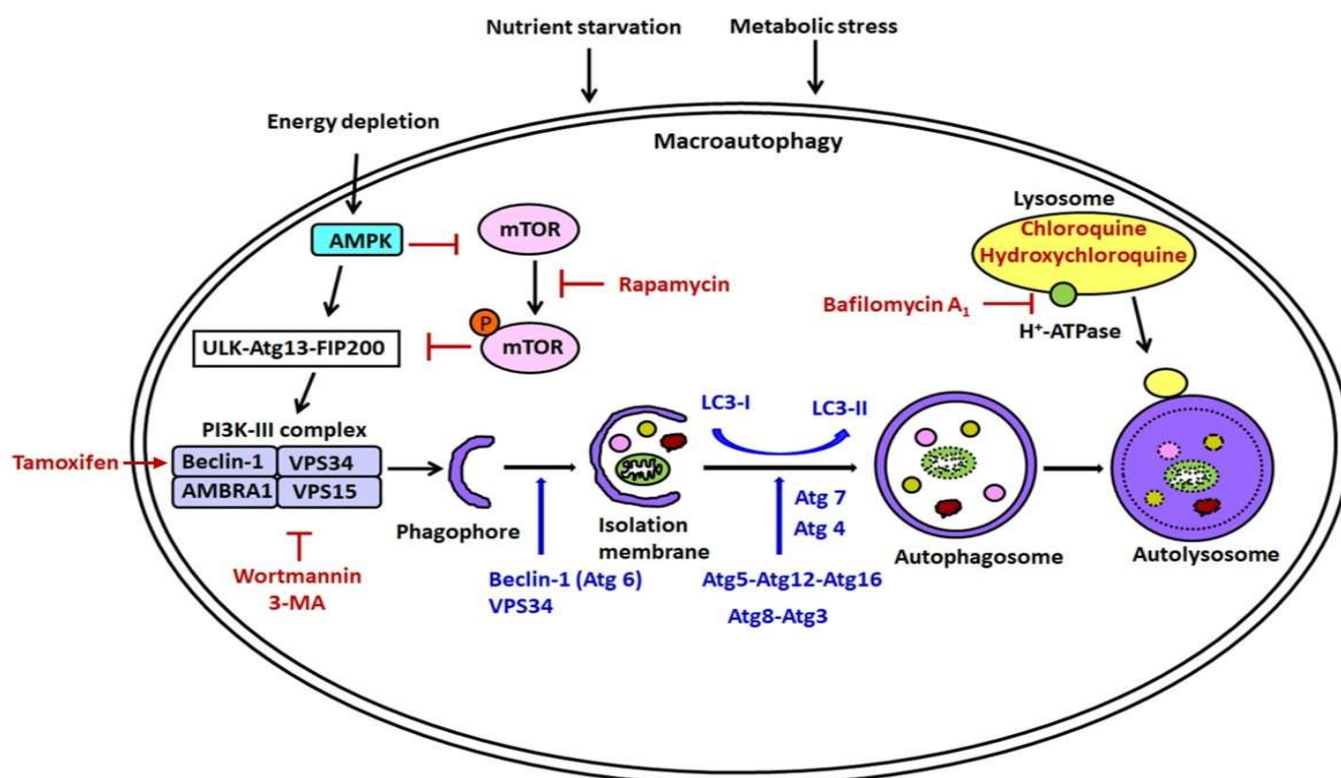 Nutrient starvation
Metabolic stress
Energy depletion
Macroautophagy
AMPK
mTOR
Rapamycin
P
mTOR
ULK-Atg13-FIP200
Lysosome
Chloroquine
Hydroxychloroquine
Bafilomycin A₁
H⁺-ATPase
PI3K-III complex
Tamoxifen
Beclin-1
VPS34
AMBRA1
VPS15
Wortmannin
3-MA
Phagophore
Beclin-1 (Atg 6)
VPS34
Isolation
membrane
LC3-I
LC3-II
Atg 7
Atg 4
Atg5-Atg12-Atg16
Atg8-Atg3
Autophagosome
Autolysosome